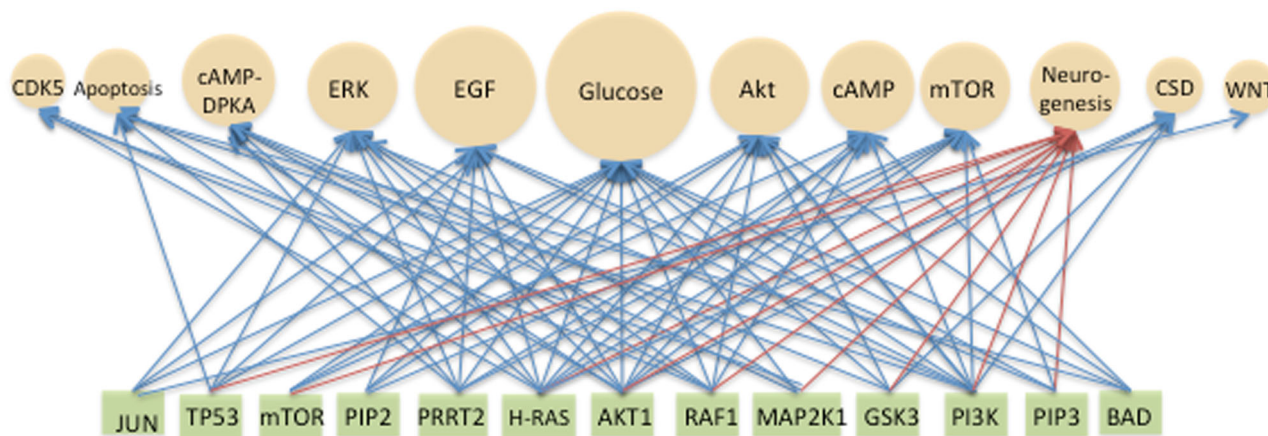 CDK5
Apoptosis
cAMP-
DPKA
ERK
EGF
Glucose
Akt
cAMP
mTOR
Neuro-
genesis
CSD
WNT
JUN
TP53
mTOR
PIP2
PRRT2
H-RAS
AKT1
RAF1
MAP2K1
GSK3
PI3K
PIP3
BAD